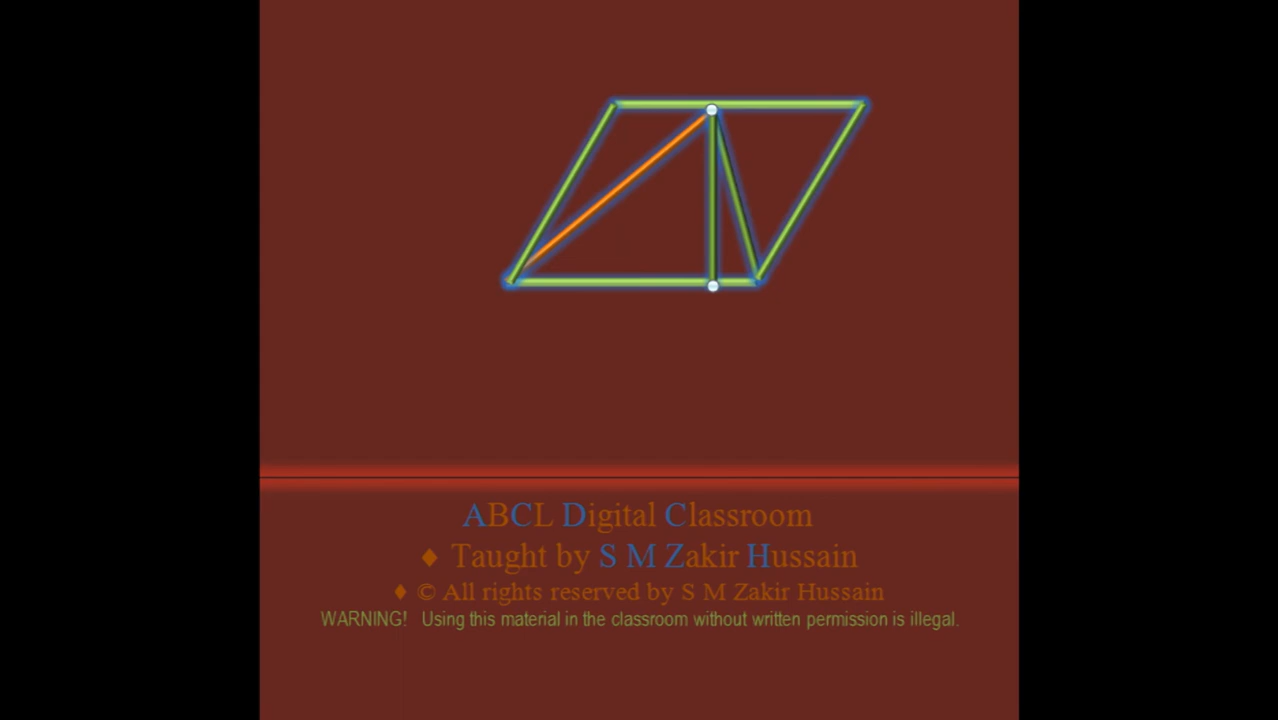 ABCL Digital Classroom
♦ Taught by S M Zakir Hussain
♦ © All rights reserved by S M Zakir Hussain
WARNING! Using this material in the classroom without written permission is illegal.